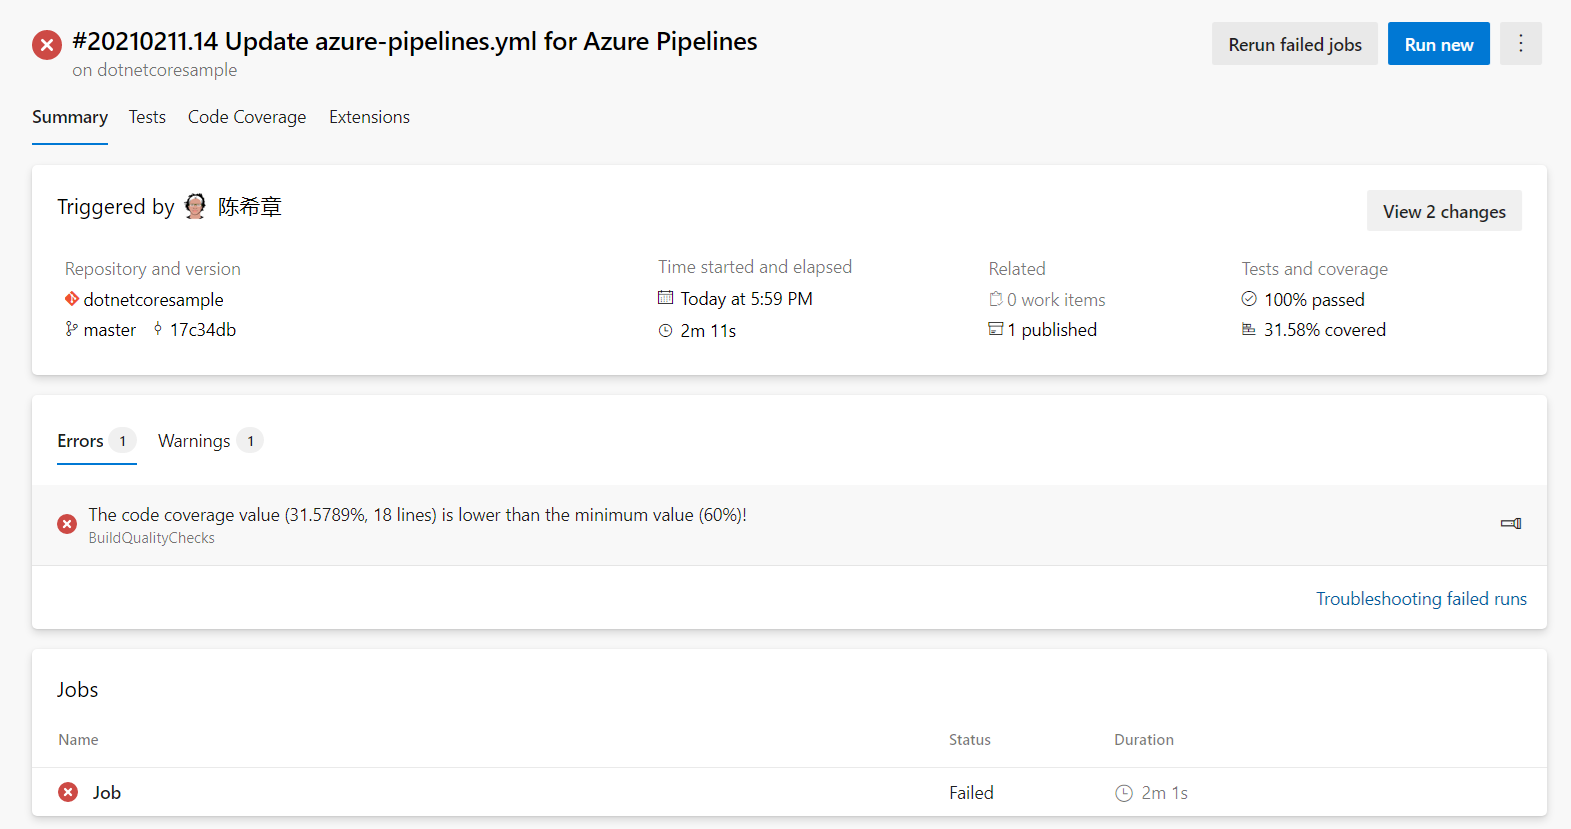 #20210211.14 Update azure-pipelines.yml for Azure Pipelines
on dotnetcoresample
Rerun failed jobs
Run new
Summary Tests Code Coverage Extensions
Triggered by 陈希章
View 2 changes
Repository and version
dotnetcoresample
master 17c34db
Time started and elapsed
Today at 5:59 PM
2m 11s
Related
0 work items
1 published
Tests and coverage
100% passed
31.58% covered
Errors 1 Warnings 1
The code coverage value (31.5789%, 18 lines) is lower than the minimum value (60%)!
BuildQualityChecks
Troubleshooting failed runs
Jobs
Name Status Duration
Job Failed 2m 1s